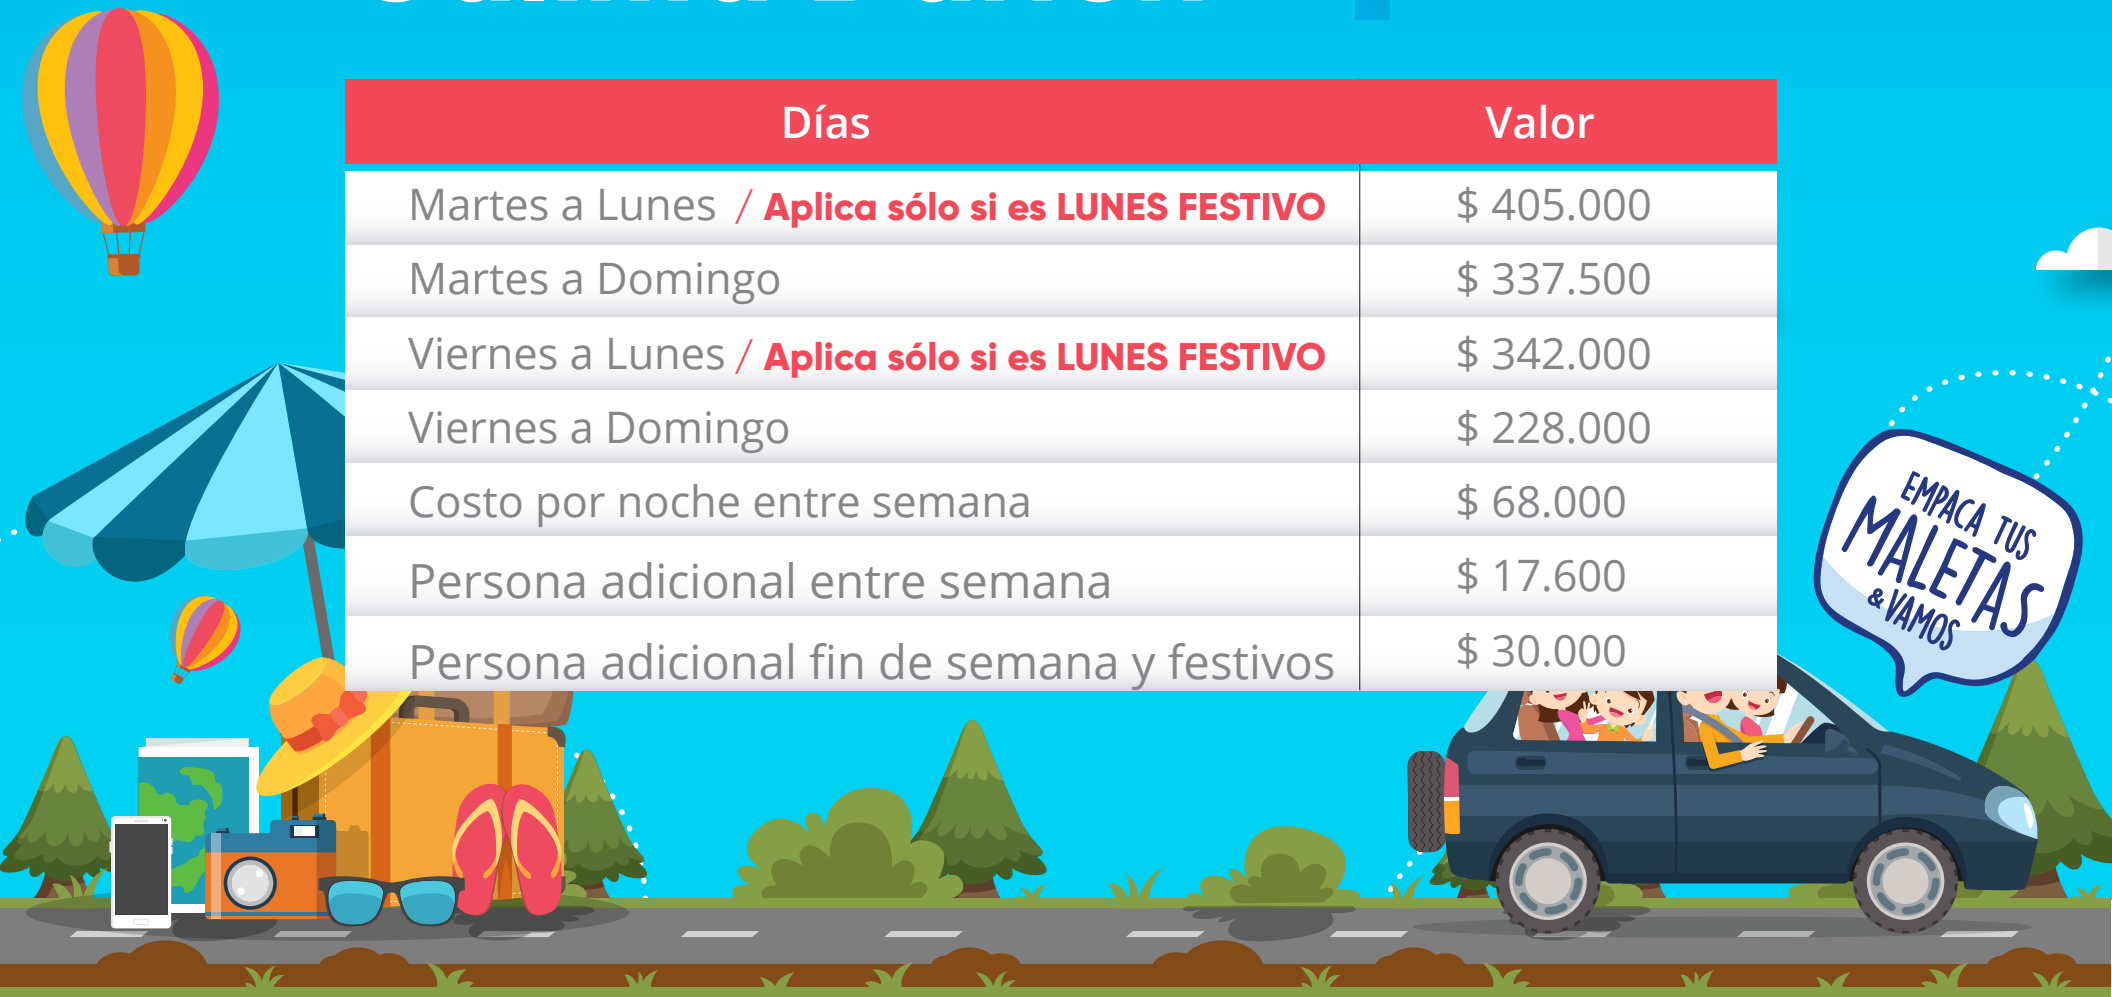 Días Valor
Martes a Lunes / Aplica sólo si es LUNES FESTIVO $ 405.000
Martes a Domingo $ 337.500
Viernes a Lunes / Aplica sólo si es LUNES FESTIVO $ 342.000
Viernes a Domingo $ 228.000
Costo por noche entre semana $ 68.000
Persona adicional entre semana $ 17.600
Persona adicional fin de semana y festivos $ 30.000
EMPACA TUS
MALETAS
& VAMOS